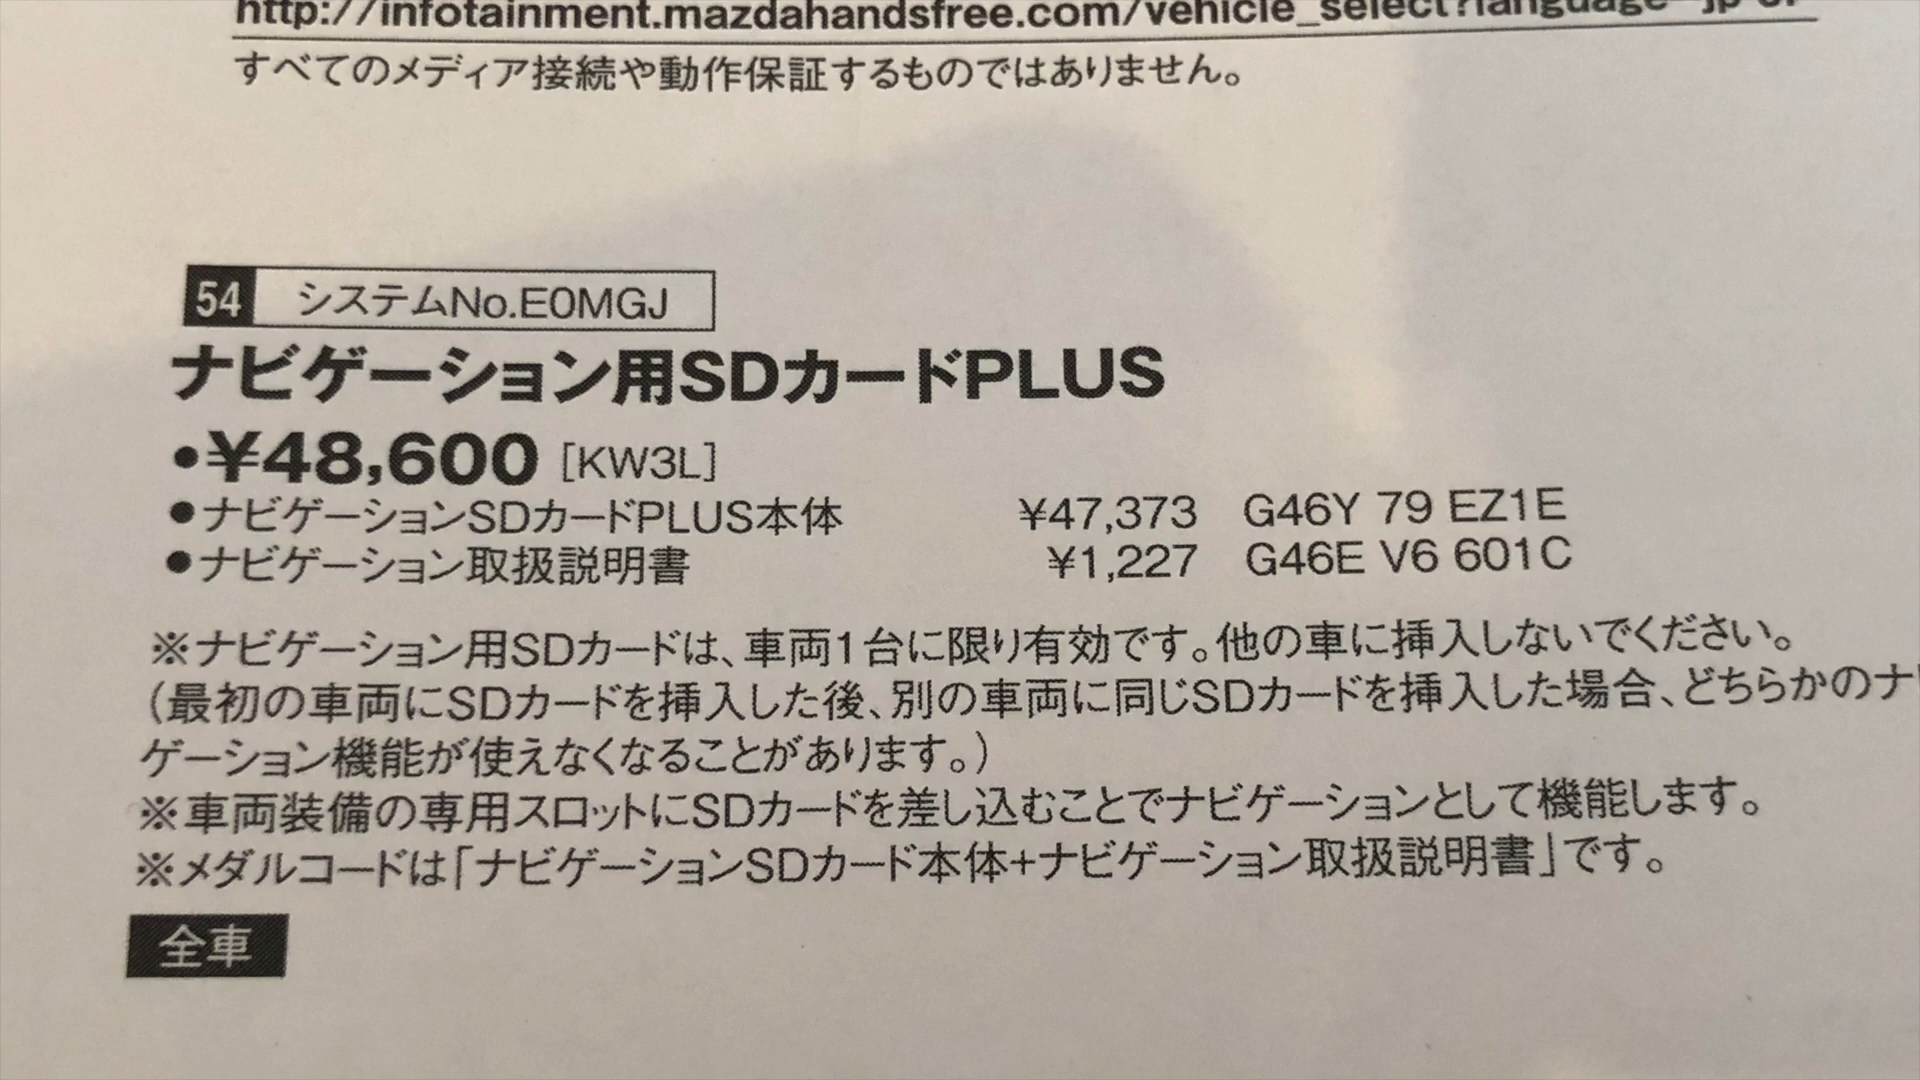 http://infotainment.mazdahandsfree.com/vehicle_select?language=jp
すべてのメディア接続や動作保証するものではありません。
54 システムNo.E0MGJ
ナビゲーション用SDカードPLUS
•¥48,600 [KW3L]
●ナビゲーションSDカードPLUS本体 ¥47,373 G46Y 79 EZ1E
●ナビゲーション取扱説明書 ¥1,227 G46E V6 601C
※ナビゲーション用SDカードは、車両1台に限り有効です。他の車に挿入しないでください。
(最初の車両にSDカードを挿入した後、別の車両に同じSDカードを挿入した場合、どちらかのナ
ゲーション機能が使えなくなることがあります。)
※車両装備の専用スロットにSDカードを差し込むことでナビゲーションとして機能します。
※メダルコードは「ナビゲーションSDカード本体+ナビゲーション取扱説明書」です。
全車